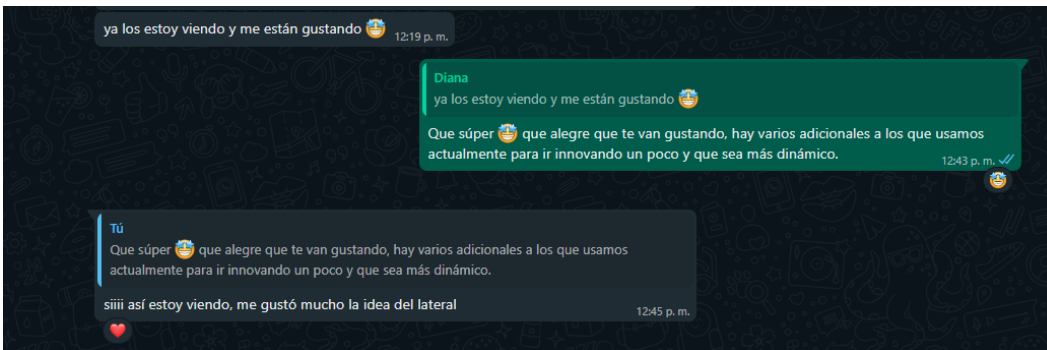 ya los estoy viendo y me están gustando 🤩
12:19 p. m.
Diana
ya los estoy viendo y me están gustando 🤩
Que súper 🤩 que alegre que te van gustando, hay varios adicionales a los que usamos
actualmente para ir innovando un poco y que sea más dinámico.
12:43 p. m.
Tú
Que súper 🤩 que alegre que te van gustando, hay varios adicionales a los que usamos
actualmente para ir innovando un poco y que sea más dinámico.
siiii así estoy viendo, me gustó mucho la idea del lateral
12:45 p. m.